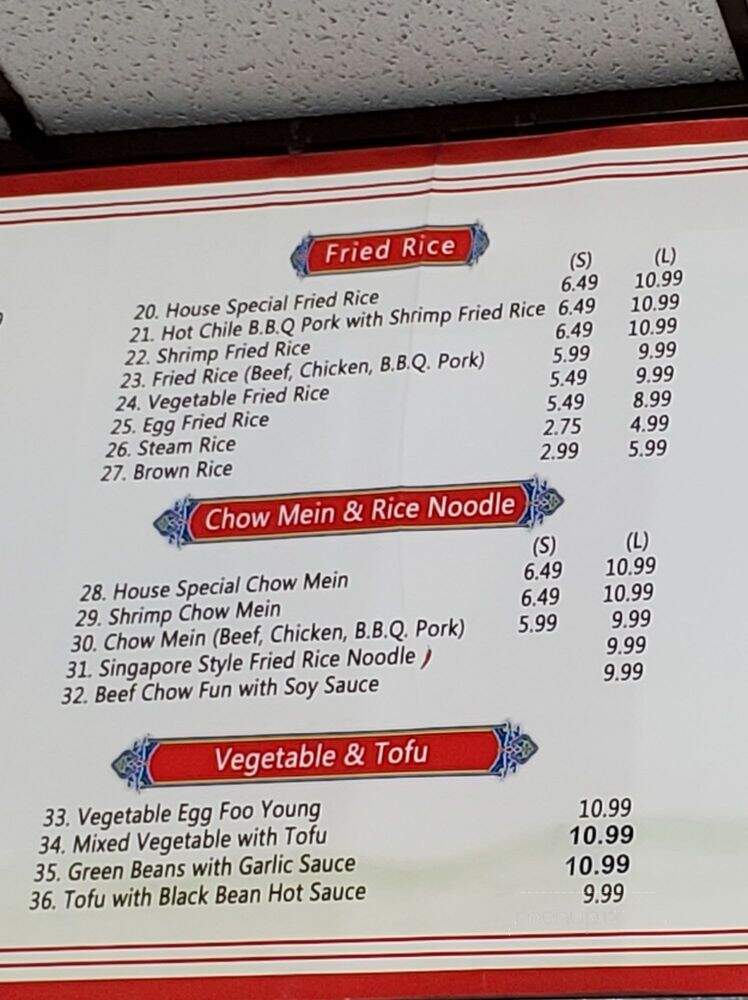 Fried Rice
(S) (L)
20. House Special Fried Rice 6.49 10.99
21. Hot Chile B.B.Q Pork with Shrimp Fried Rice 6.49 10.99
22. Shrimp Fried Rice 6.49 10.99
23. Fried Rice (Beef, Chicken, B.B.Q. Pork) 5.99 9.99
24. Vegetable Fried Rice 5.49 9.99
25. Egg Fried Rice 5.49 8.99
26. Steam Rice 2.75 4.99
27. Brown Rice 2.99 5.99
Chow Mein & Rice Noodle
(S) (L)
28. House Special Chow Mein 6.49 10.99
29. Shrimp Chow Mein 6.49 10.99
30. Chow Mein (Beef, Chicken, B.B.Q. Pork) 5.99 9.99
31. Singapore Style Fried Rice Noodle 9.99
32. Beef Chow Fun with Soy Sauce 9.99
Vegetable & Tofu
33. Vegetable Egg Foo Young 10.99
34. Mixed Vegetable with Tofu 10.99
35. Green Beans with Garlic Sauce 10.99
36. Tofu with Black Bean Hot Sauce 9.99